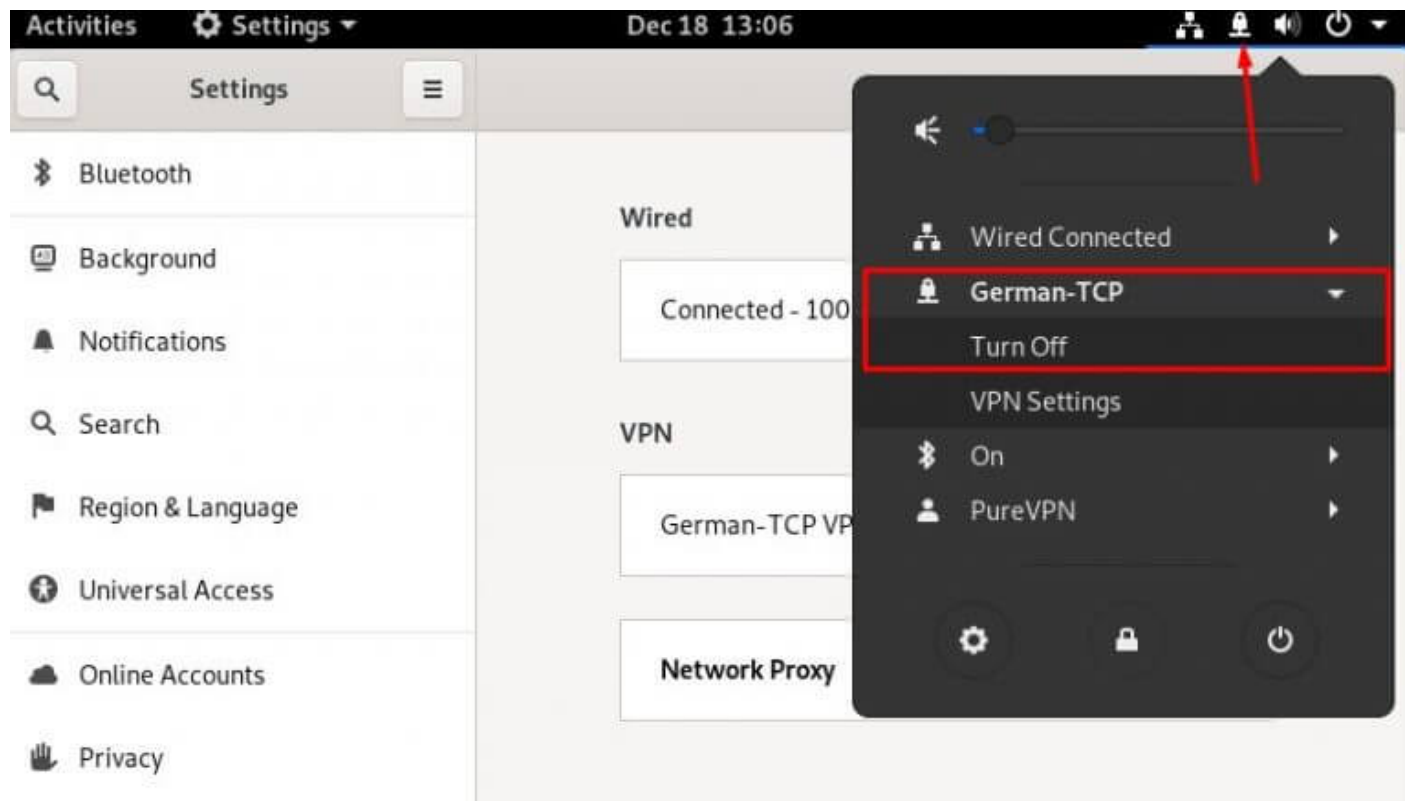 Activities Settings Dec 18 13:06
Settings
Bluetooth
Background
Notifications
Search
Region & Language
Universal Access
Online Accounts
Privacy
Wired
Connected - 100
VPN
German-TCP VP
Network Proxy
Wired Connected
German-TCP
Turn Off
VPN Settings
On
PureVPN